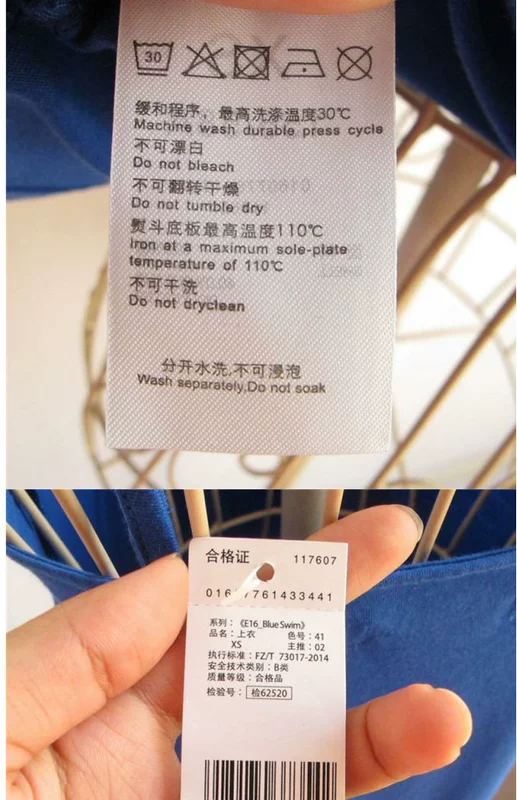 30
缓和程序，最高洗涤温度30℃
Machine wash durable press cycle
不可漂白
Do not bleach
不可翻转干燥
Do not tumble dry
熨斗底板最高温度110℃
Iron at a maximum sole-plate
temperature of 110℃
不可干洗
Do not dryclean
分开水洗,不可浸泡
Wash separately,Do not soak
合格证 117607
系列：《E16_Blue Swim》
品名：上衣 色号：41
XS 主推：02
执行标准：FZ/T 73017-2014
安全技术类别：B类
质量等级：合格品
检验号：检62520